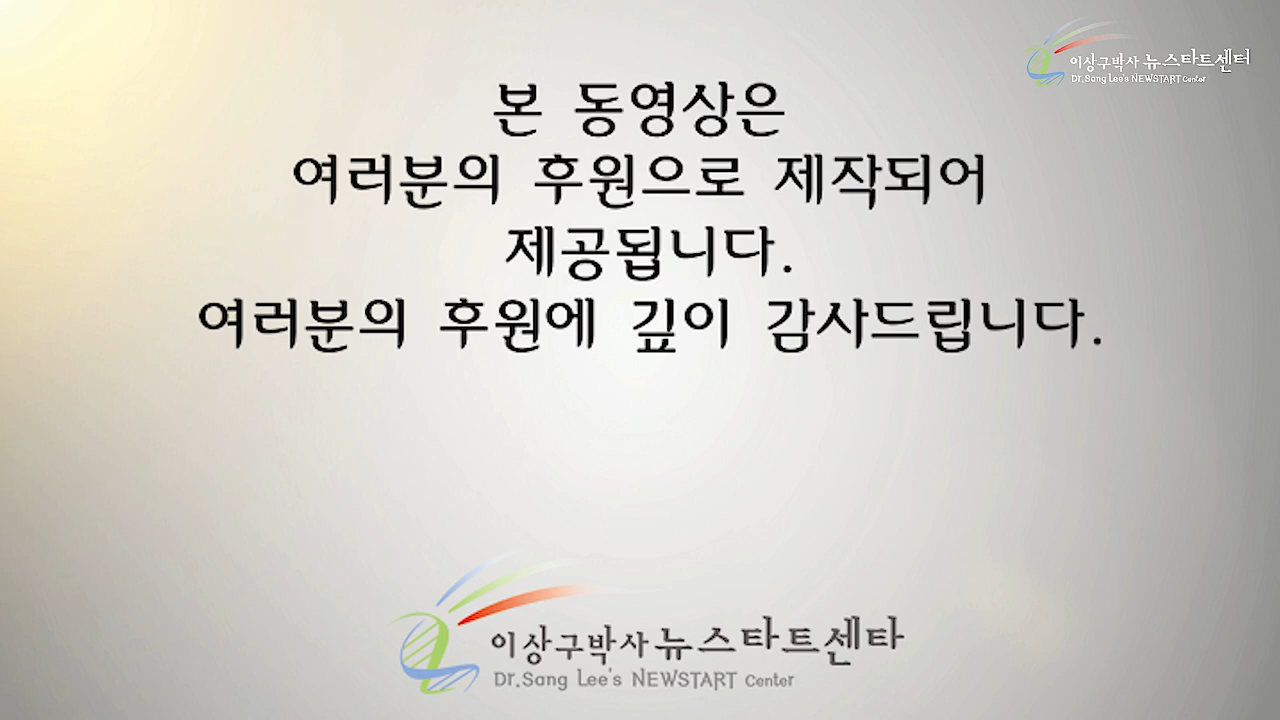 이상구박사 뉴스타트센터
Dr.Sang Lee's NEWSTART Center
본 동영상은
여러분의 후원으로 제작되어
제공됩니다.
여러분의 후원에 깊이 감사드립니다.
이상구박사 뉴스타트센타
Dr.Sang Lee's NEWSTART Center